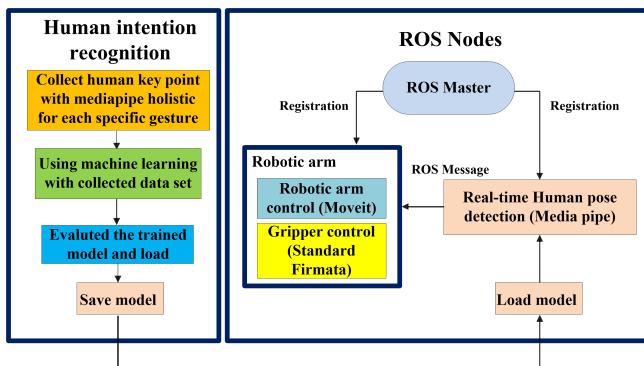 Human intention
recognition
Collect human key point
with mediapipe holistic
for each specific gesture
Using machine learning
with collected data set
Evaluted the trained
model and load
Save model
ROS Nodes
ROS Master
Registration
Registration
Robotic arm
ROS Message
Robotic arm
control (Moveit)
Gripper control
(Standard
Firmata)
Real-time Human pose
detection (Media pipe)
Load model